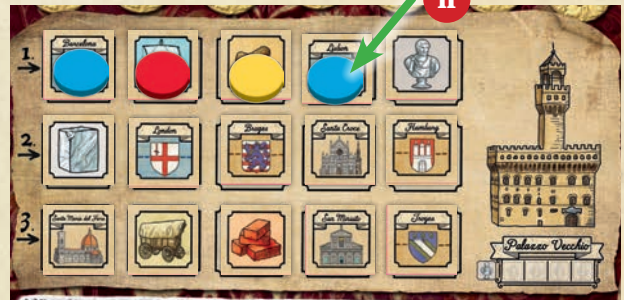 n
1.
Barcelona
Lisbon
2.
London
Bruges
Santa Croce
Hamburg
3.
Santa Maria del Fiore
San Miniato
Troyes
Palazzo Vecchio